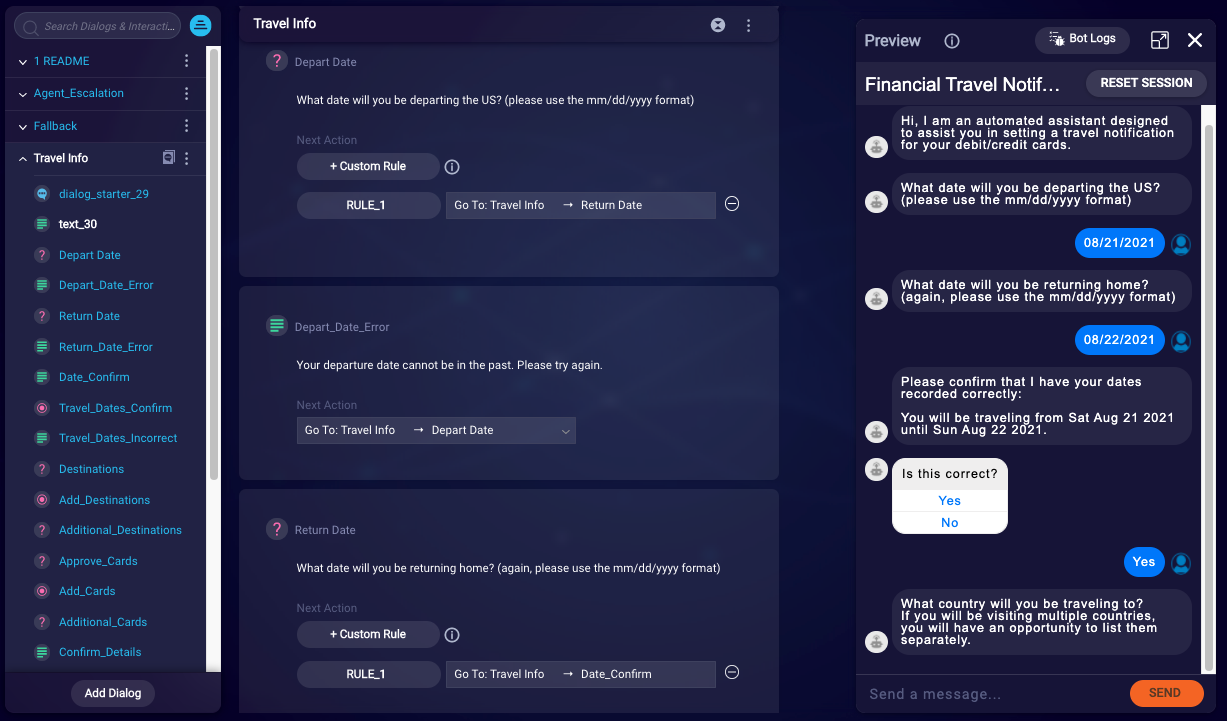 Search Dialogs & Interacti...
1 README
Agent_Escalation
Fallback
Travel Info
dialog_starter_29
text_30
Depart Date
Depart_Date_Error
Return Date
Return_Date_Error
Date_Confirm
Travel_Dates_Confirm
Travel_Dates_Incorrect
Destinations
Add_Destinations
Additional_Destinations
Approve_Cards
Add_Cards
Additional_Cards
Confirm_Details
Add Dialog
Travel Info
? Depart Date
What date will you be departing the US? (please use the mm/dd/yyyy format)
Next Action
+ Custom Rule
RULE_1 Go To: Travel Info → Return Date
Depart_Date_Error
Your departure date cannot be in the past. Please try again.
Next Action
Go To: Travel Info → Depart Date
? Return Date
What date will you be returning home? (again, please use the mm/dd/yyyy format)
Next Action
+ Custom Rule
RULE_1 Go To: Travel Info → Date_Confirm
Preview Bot Logs
Financial Travel Notif... RESET SESSION
Hi, I am an automated assistant designed
to assist you in setting a travel notification
for your debit/credit cards.
What date will you be departing the US?
(please use the mm/dd/yyyy format)
08/21/2021
What date will you be returning home?
(again, please use the mm/dd/yyyy format)
08/22/2021
Please confirm that I have your dates
recorded correctly:
You will be traveling from Sat Aug 21 2021
until Sun Aug 22 2021.
Is this correct?
Yes
No
Yes
What country will you be traveling to?
If you will be visiting multiple countries,
you will have an opportunity to list them
separately.
Send a message... SEND